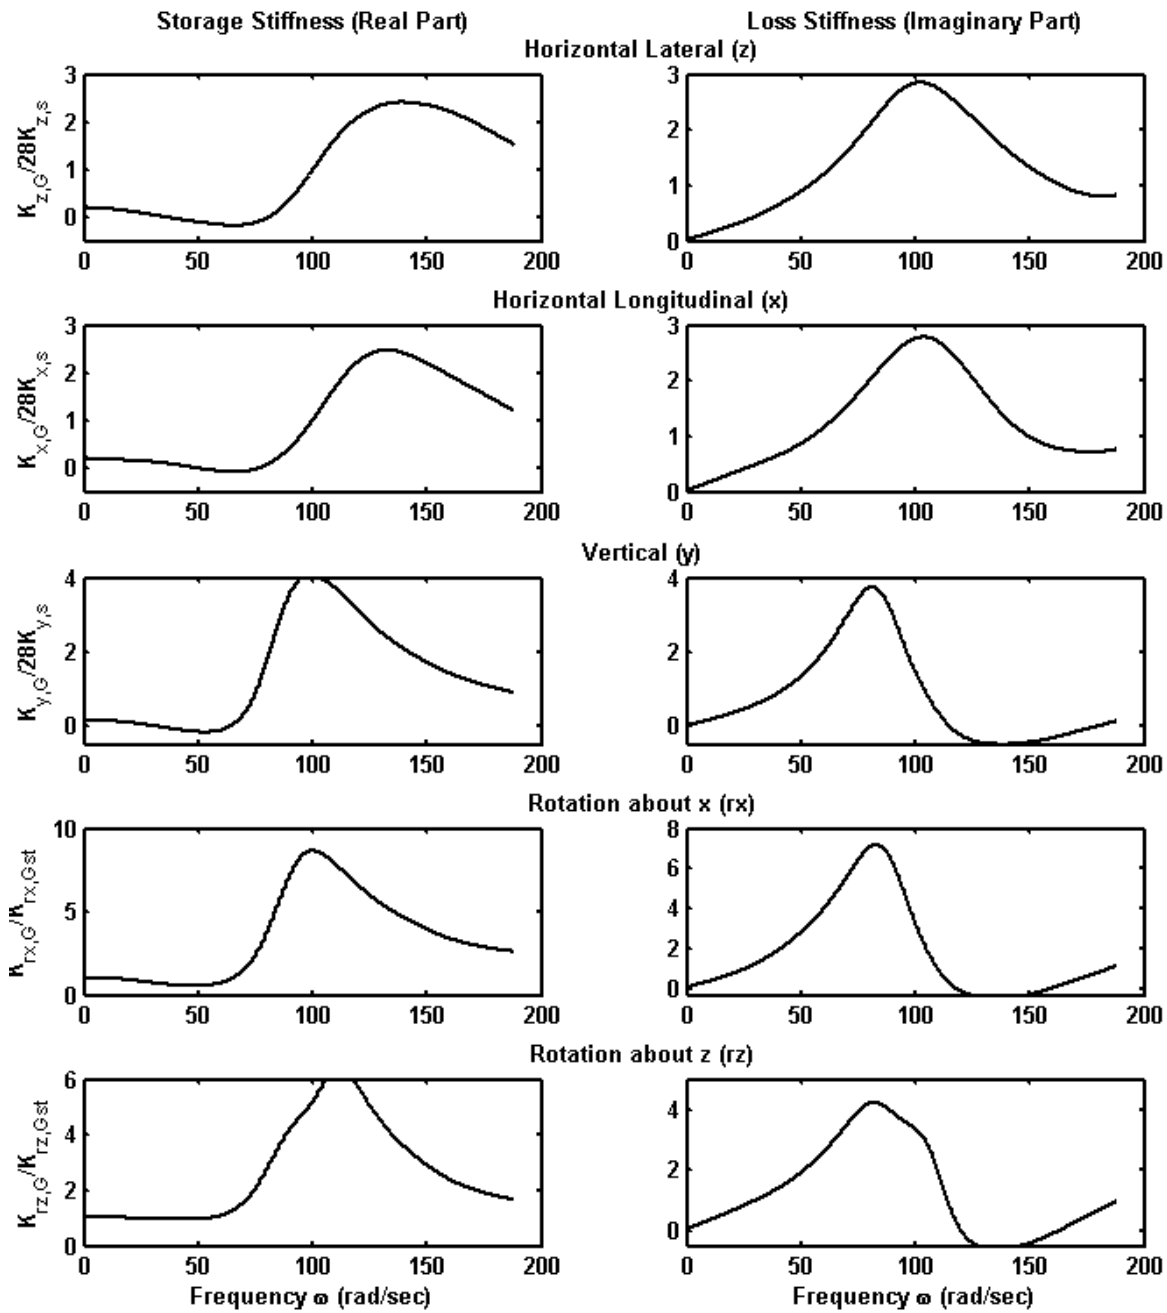 Storage Stiffness (Real Part) Loss Stiffness (Imaginary Part)
Horizontal Lateral (z)
K_z,G/28K_z,s
3
2
1
0
0 50 100 150 200
3
2
1
0
0 50 100 150 200
Horizontal Longitudinal (x)
K_x,G/28K_x,s
3
2
1
0
0 50 100 150 200
3
2
1
0
0 50 100 150 200
Vertical (y)
K_y,G/28K_y,s
4
2
0
0 50 100 150 200
4
2
0
0 50 100 150 200
Rotation about x (rx)
K_rx,G/K_rx,Gst
10
5
0
0 50 100 150 200
8
6
4
2
0
0 50 100 150 200
Rotation about z (rz)
K_rz,G/K_rz,Gst
6
4
2
0
0 50 100 150 200
4
2
0
0 50 100 150 200
Frequency ω (rad/sec) Frequency ω (rad/sec)